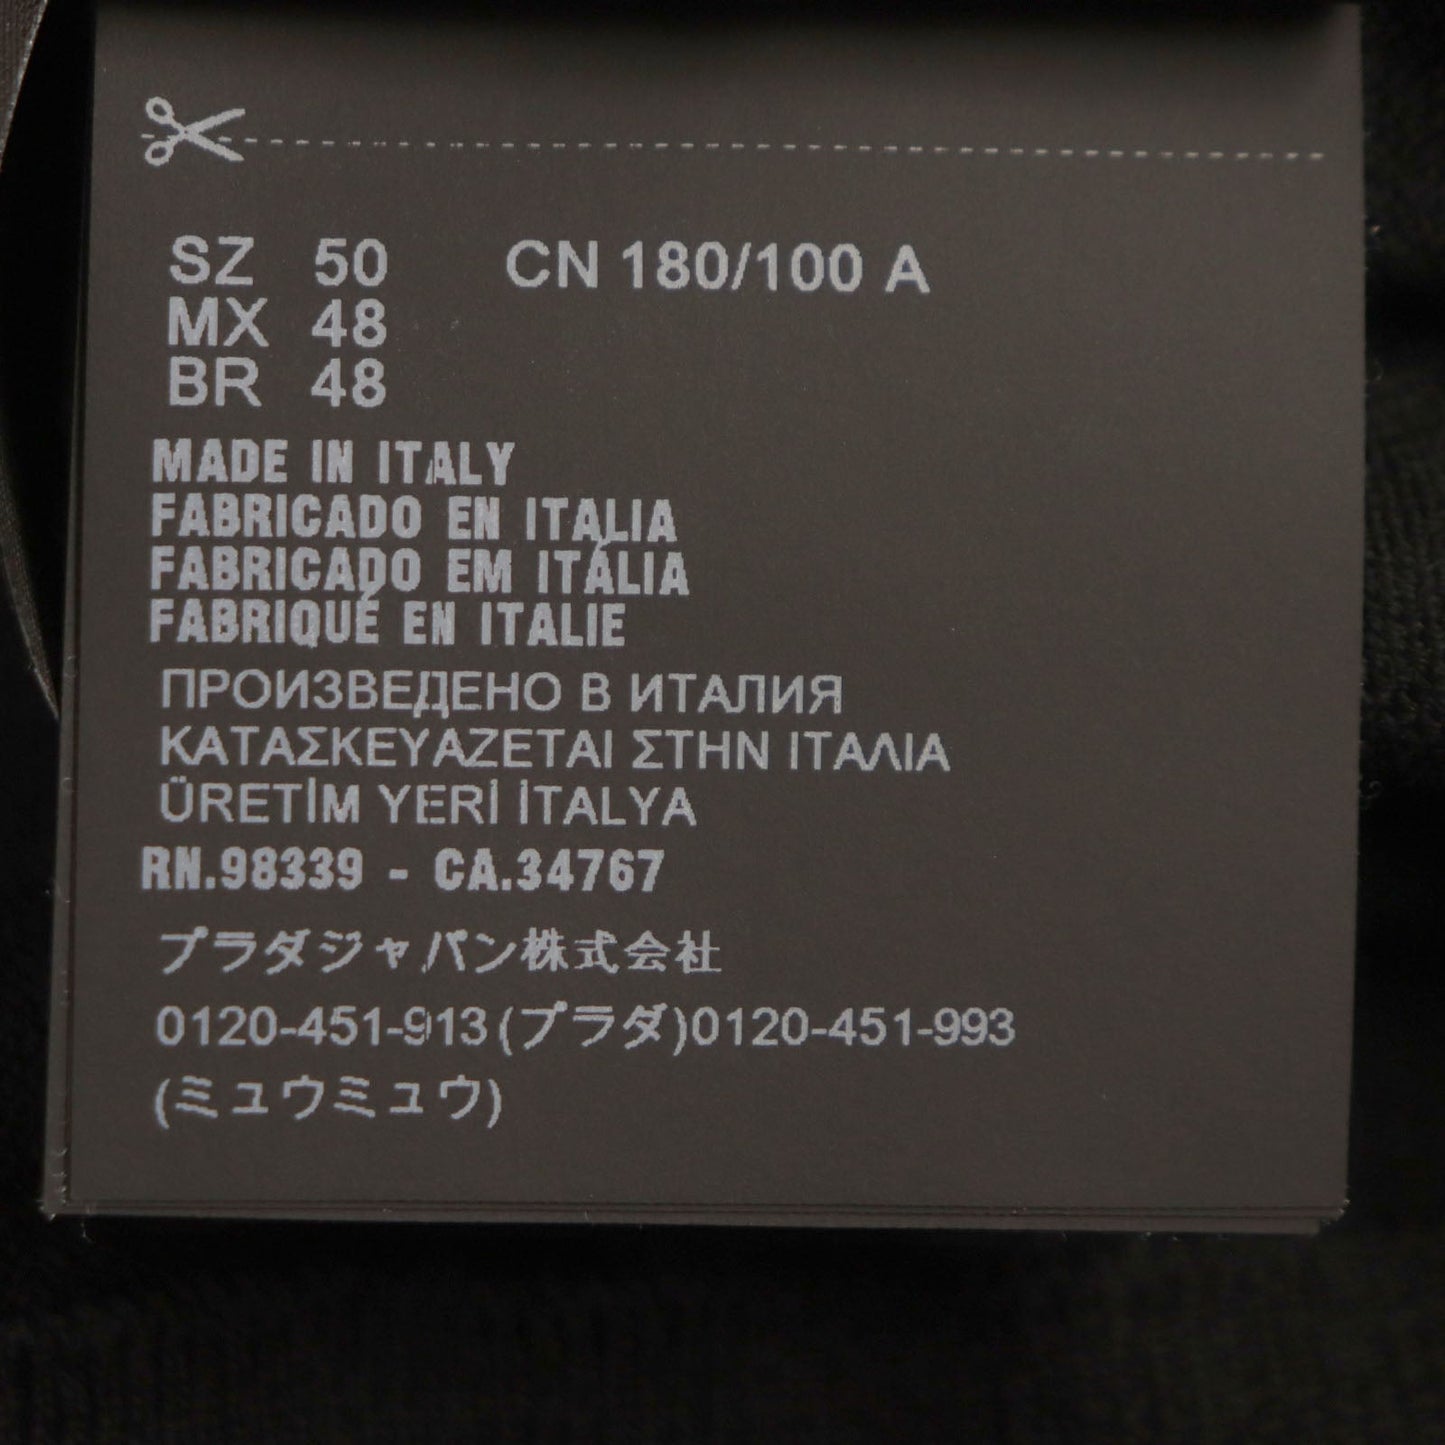 SZ 50 CN 180/100 A
MX 48
BR 48
MADE IN ITALY
FABRICADO EN ITALIA
FABRICADO EM ITÁLIA
FABRIQUÉ EN ITALIE
ПРОИЗВЕДЕНО В ИТАЛИЯ
ΚΑΤΑΣΚΕΥΑΖΕΤΑΙ ΣΤΗΝ ΙΤΑΛΙΑ
ÜRETİM YERİ İTALYA
RN.98339 - CA.34767
プラダジャパン株式会社
0120-451-913(プラダ)0120-451-993
(ミュウミュウ)